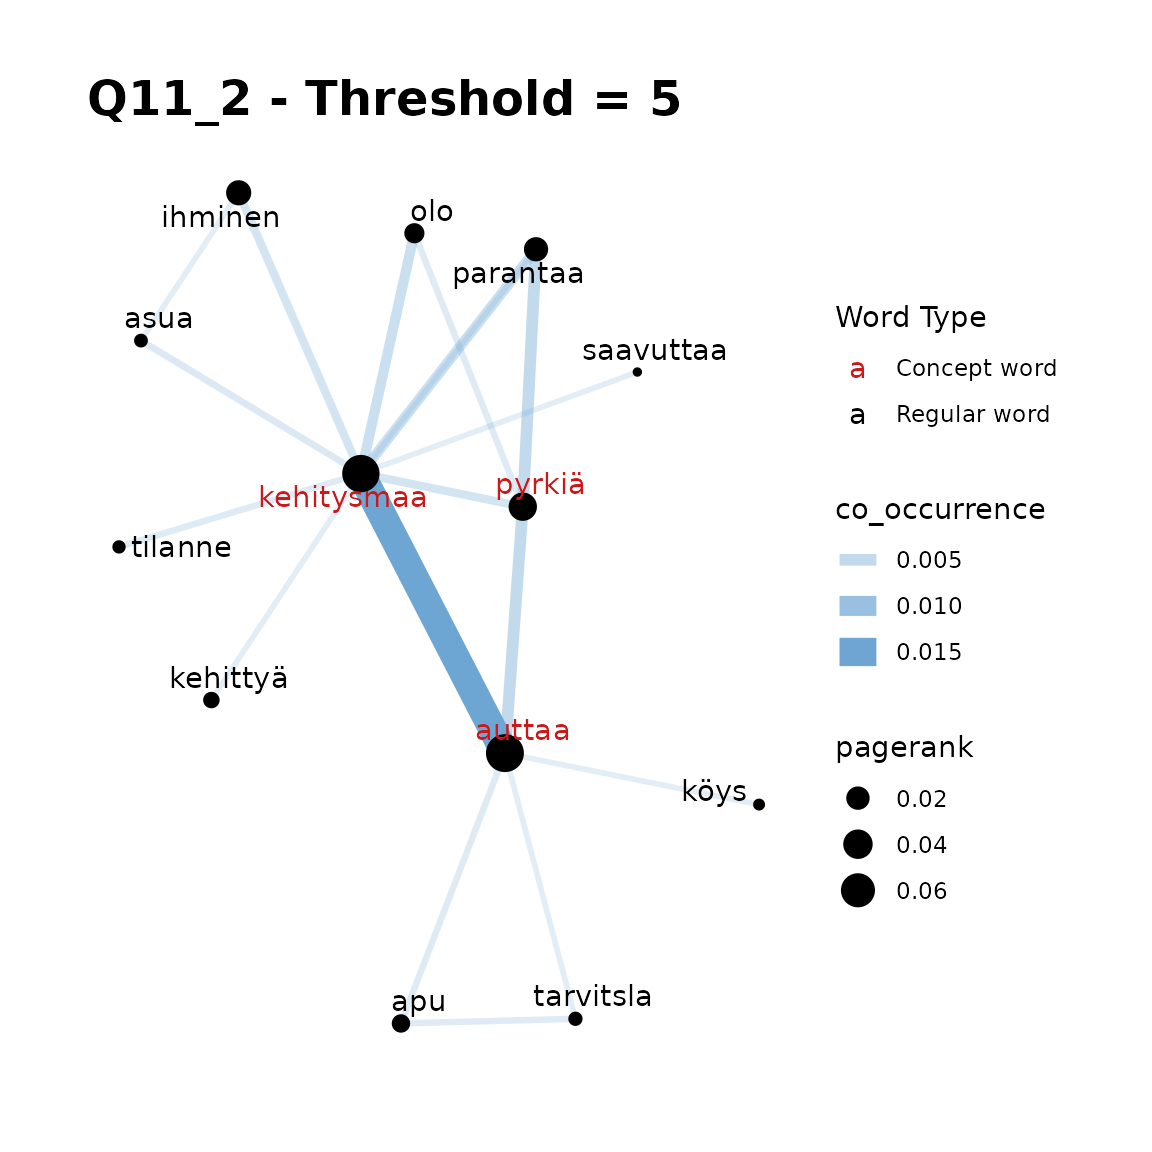 Q11_2 - Threshold = 5
ihminen
olo
parantaa
asua
saavuttaa
kehitysmaa
pyrkiä
tilanne
kehittyä
auttaa
köys
apu
tarvitsla
Word Type
a Concept word
a Regular word
co_occurrence
0.005
0.010
0.015
pagerank
0.02
0.04
0.06